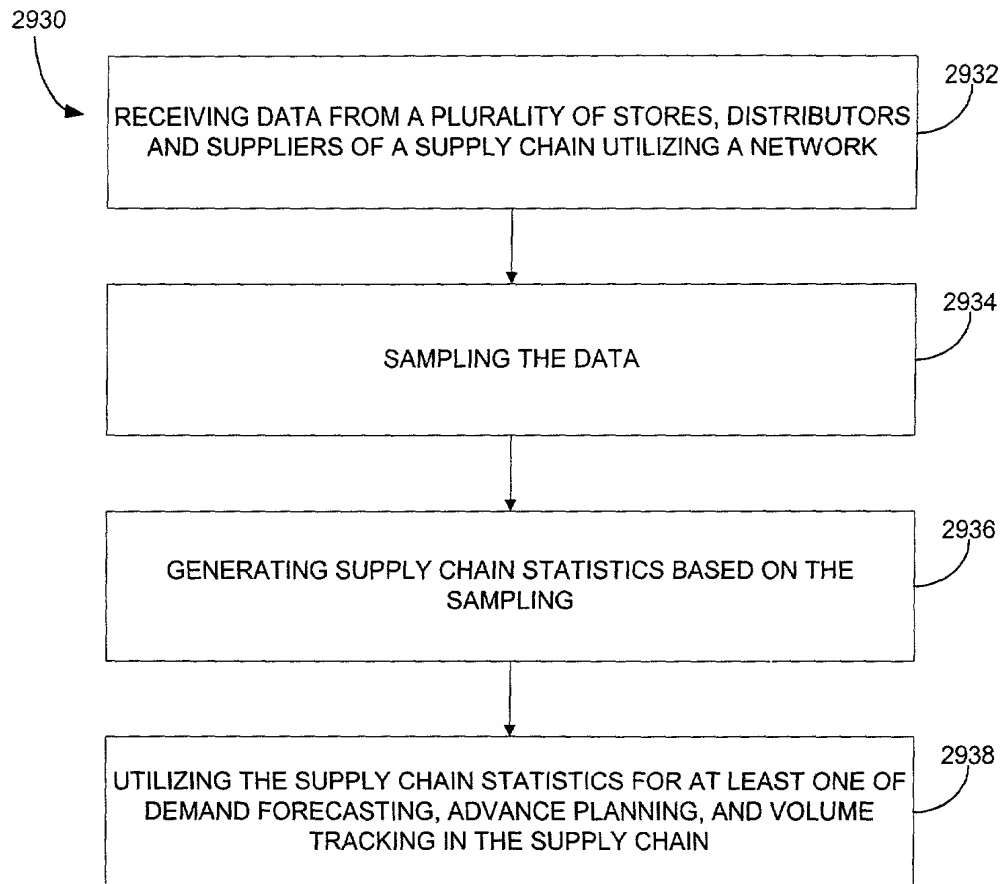 2930
2932
RECEIVING DATA FROM A PLURALITY OF STORES, DISTRIBUTORS
AND SUPPLIERS OF A SUPPLY CHAIN UTILIZING A NETWORK
2934
SAMPLING THE DATA
2936
GENERATING SUPPLY CHAIN STATISTICS BASED ON THE
SAMPLING
2938
UTILIZING THE SUPPLY CHAIN STATISTICS FOR AT LEAST ONE OF
DEMAND FORECASTING, ADVANCE PLANNING, AND VOLUME
TRACKING IN THE SUPPLY CHAIN